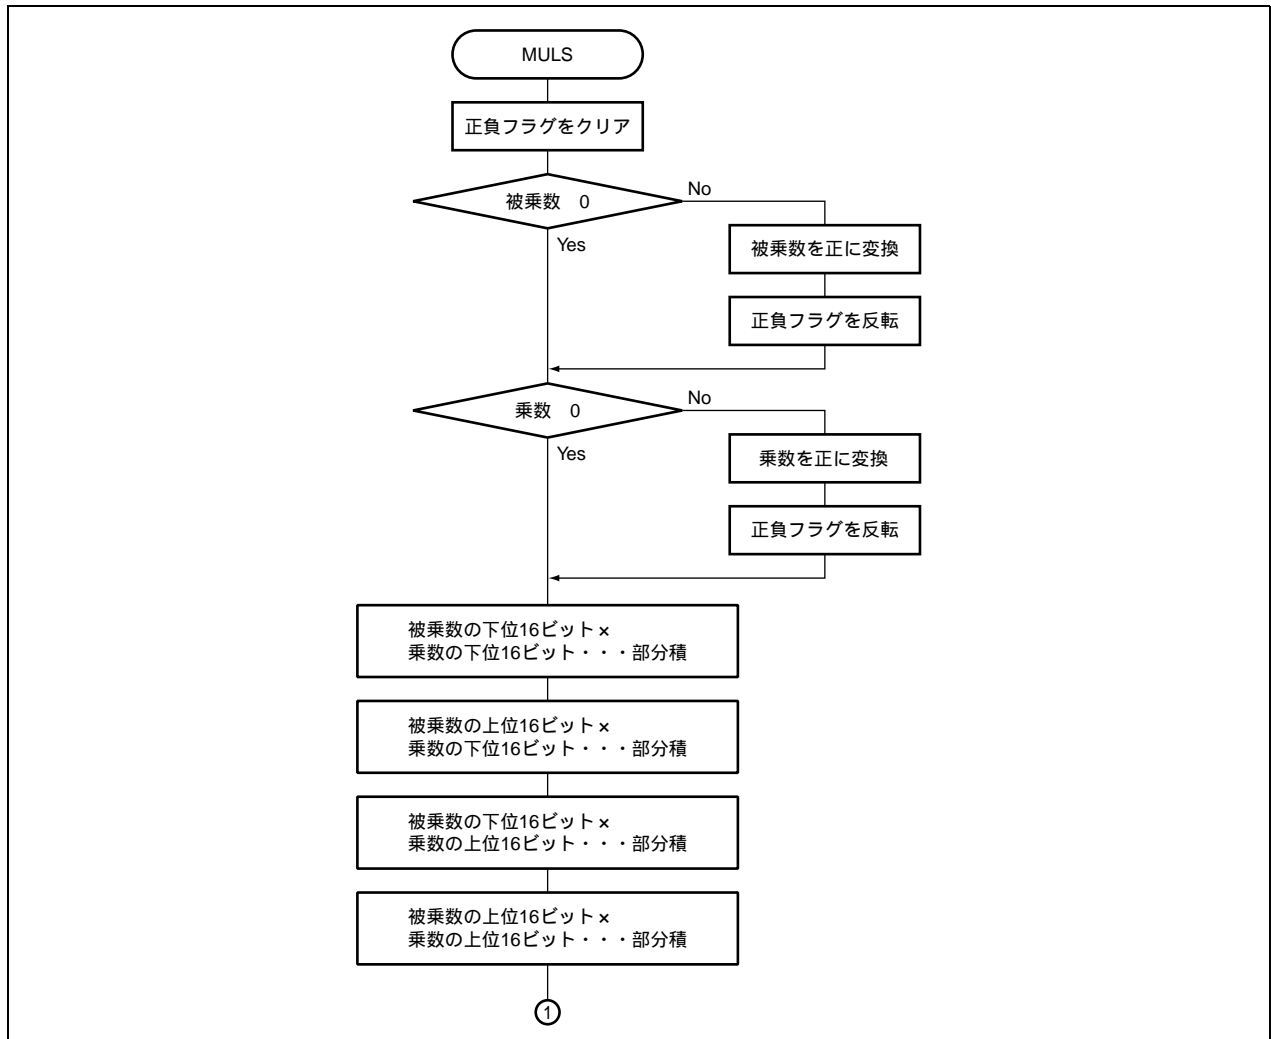 MULS
正負フラグをクリア
被乗数 0
No
Yes
被乗数を正に変換
正負フラグを反転
乗数 0
No
Yes
乗数を正に変換
正負フラグを反転
被乗数の下位16ビット×
乗数の下位16ビット・・・部分積
被乗数の上位16ビット×
乗数の下位16ビット・・・部分積
被乗数の下位16ビット×
乗数の上位16ビット・・・部分積
被乗数の上位16ビット×
乗数の上位16ビット・・・部分積
①